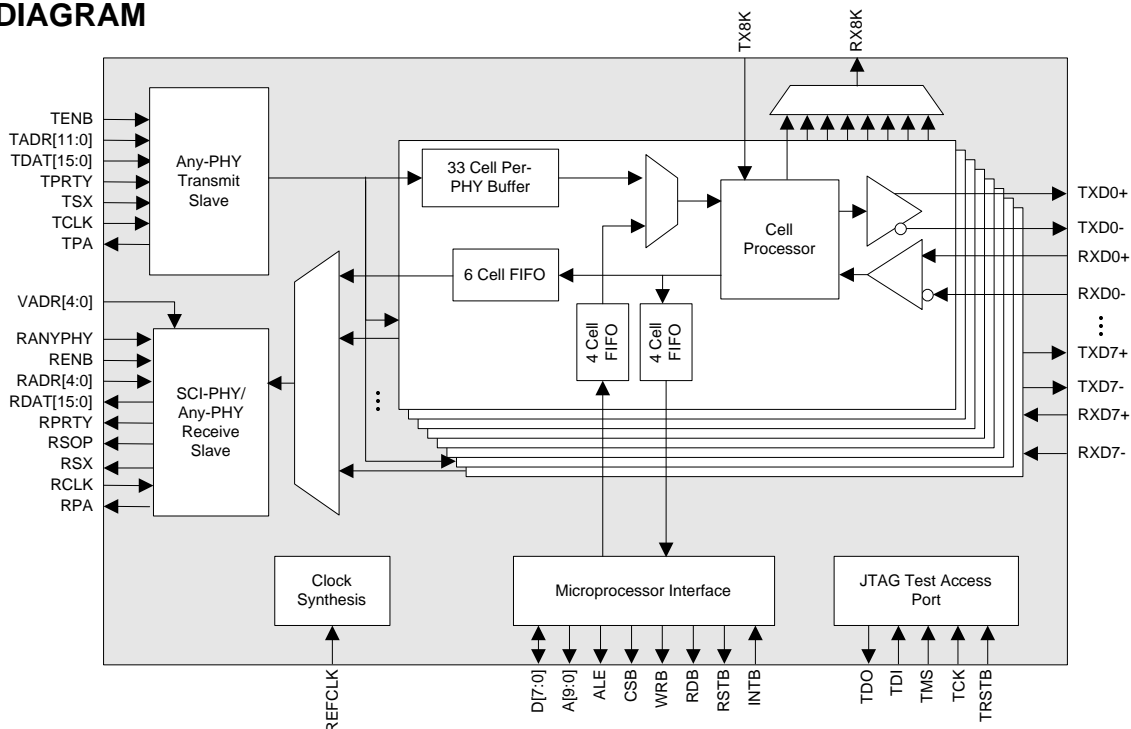 DIAGRAM
TX8K
RX8K
TENB
TADR[11:0]
TDAT[15:0]
TPRTY
TSX
TCLK
TPA
Any-PHY
Transmit
Slave
33 Cell Per-
PHY Buffer
Cell
Processor
6 Cell FIFO
4 Cell
FIFO
4 Cell
FIFO
TXD0+
TXD0-
RXD0+
RXD0-
TXD7+
TXD7-
RXD7+
RXD7-
VADR[4:0]
RANYPHY
RENB
RADR[4:0]
RDAT[15:0]
RPRTY
RSOP
RSX
RCLK
RPA
SCI-PHY/
Any-PHY
Receive
Slave
Clock
Synthesis
Microprocessor Interface
JTAG Test Access
Port
REFCLK
D[7:0]
A[9:0]
ALE
CSB
WRB
RDB
RSTB
INTB
TDO
TDI
TMS
TCK
TRSTB